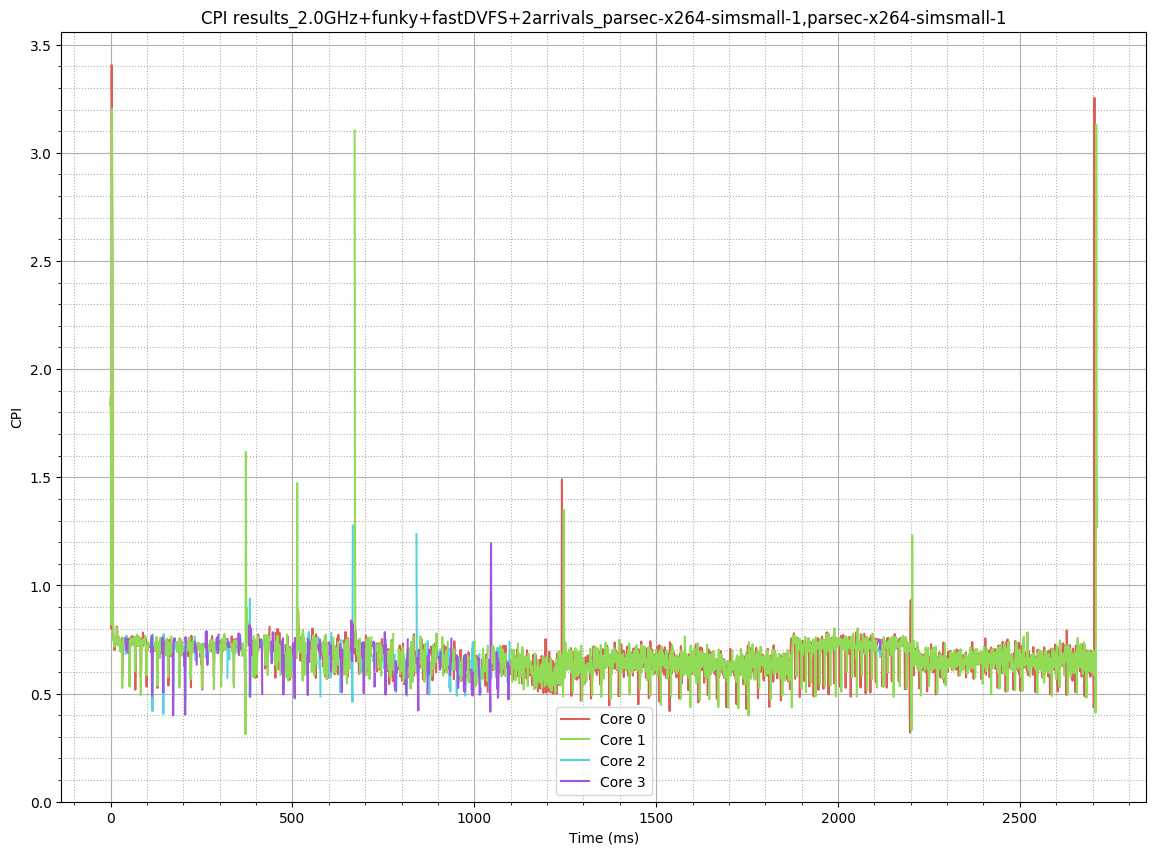 CPI results_2.0GHz+funky+fastDVFS+2arrivals_parsec-x264-simsmall-1,parsec-x264-simsmall-1
3.5
3.0
2.5
2.0
1.5
1.0
0.5
0.0
CPI
Core 0
Core 1
Core 2
Core 3
0 500 1000 1500 2000 2500
Time (ms)